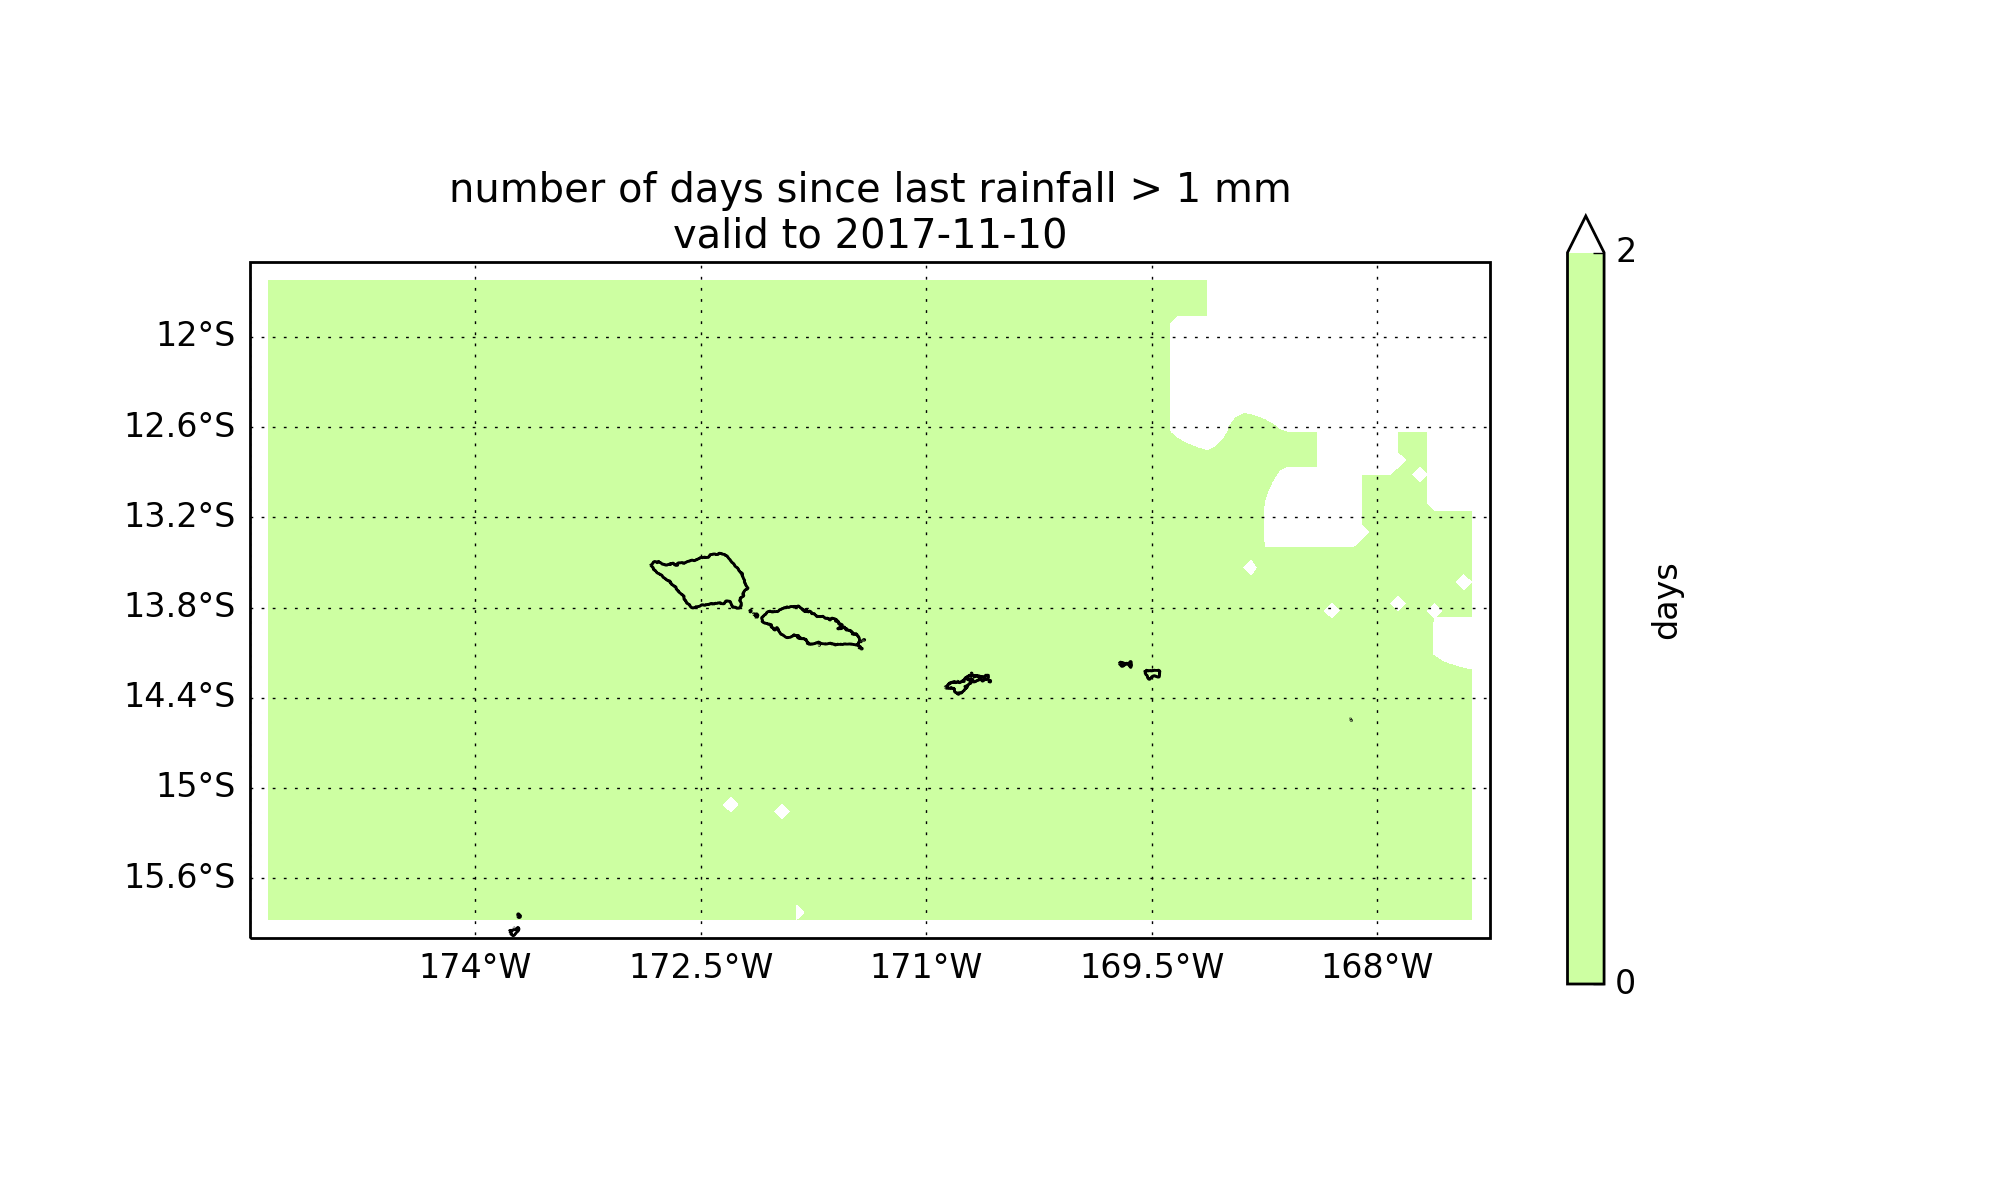 number of days since last rainfall > 1 mm
valid to 2017-11-10
2
12°S
12.6°S
13.2°S
13.8°S
14.4°S
15°S
15.6°S
days
174°W
172.5°W
171°W
169.5°W
168°W
0